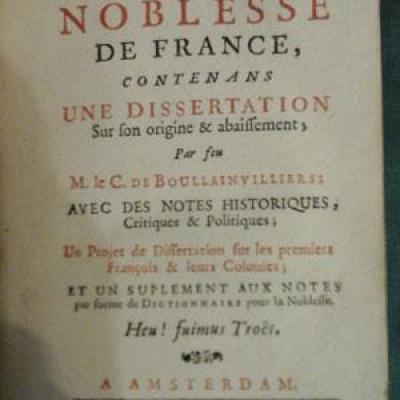 NOBLESSE
DE FRANCE,
CONTENANS
UNE DISSERTATION
Sur son origine & abaissement,
Par feu
M. le C. DE BOULLAINVILLIERS;
AVEC DES NOTES HISTORIQUES,
Critiques & Politiques;
Un Projet de Dissertation sur les premiers
François & leurs Colonies;
ET UN SUPLEMENT AUX NOTES
par forme de DICTIONNAIRE pour la Noblesse.
Heu! fuimus Troës.
A AMSTERDAM.